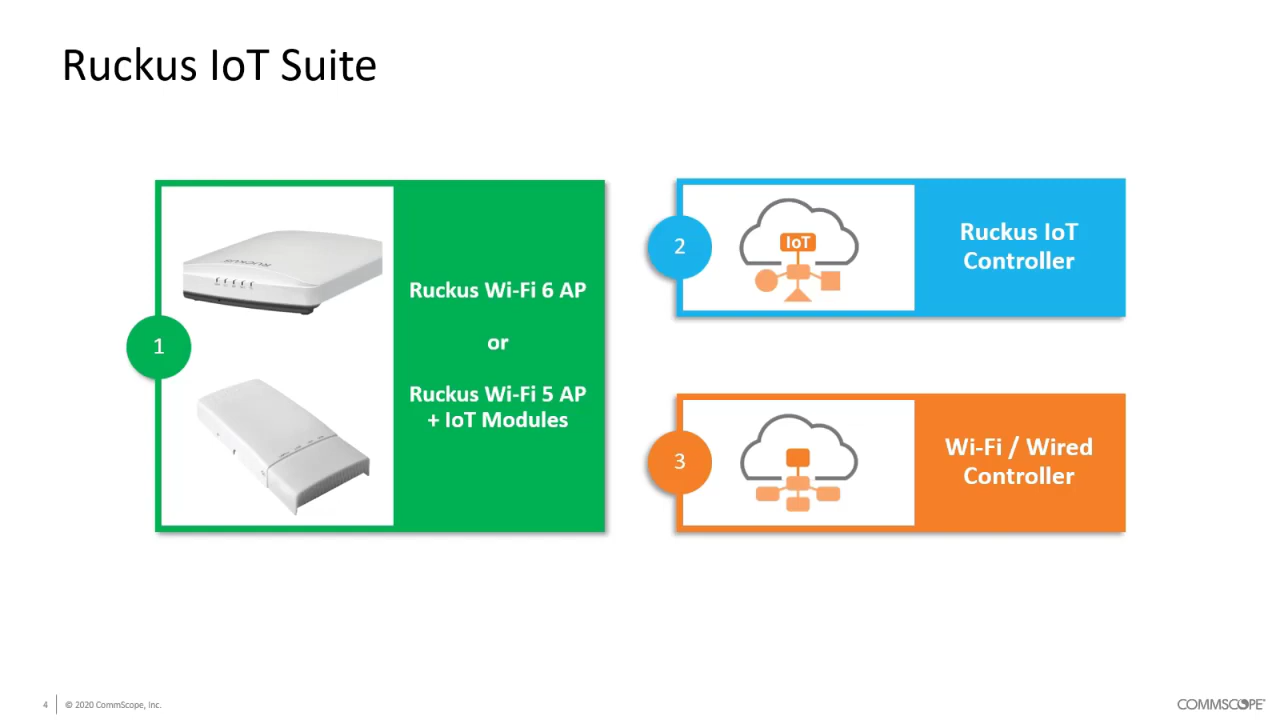 Ruckus IoT Suite
1
RUCKUS
Ruckus Wi-Fi 6 AP
or
Ruckus Wi-Fi 5 AP
+ IoT Modules
2
IoT
Ruckus IoT
Controller
3
Wi-Fi / Wired
Controller
4
© 2020 CommScope, Inc.
COMMSCOPE®